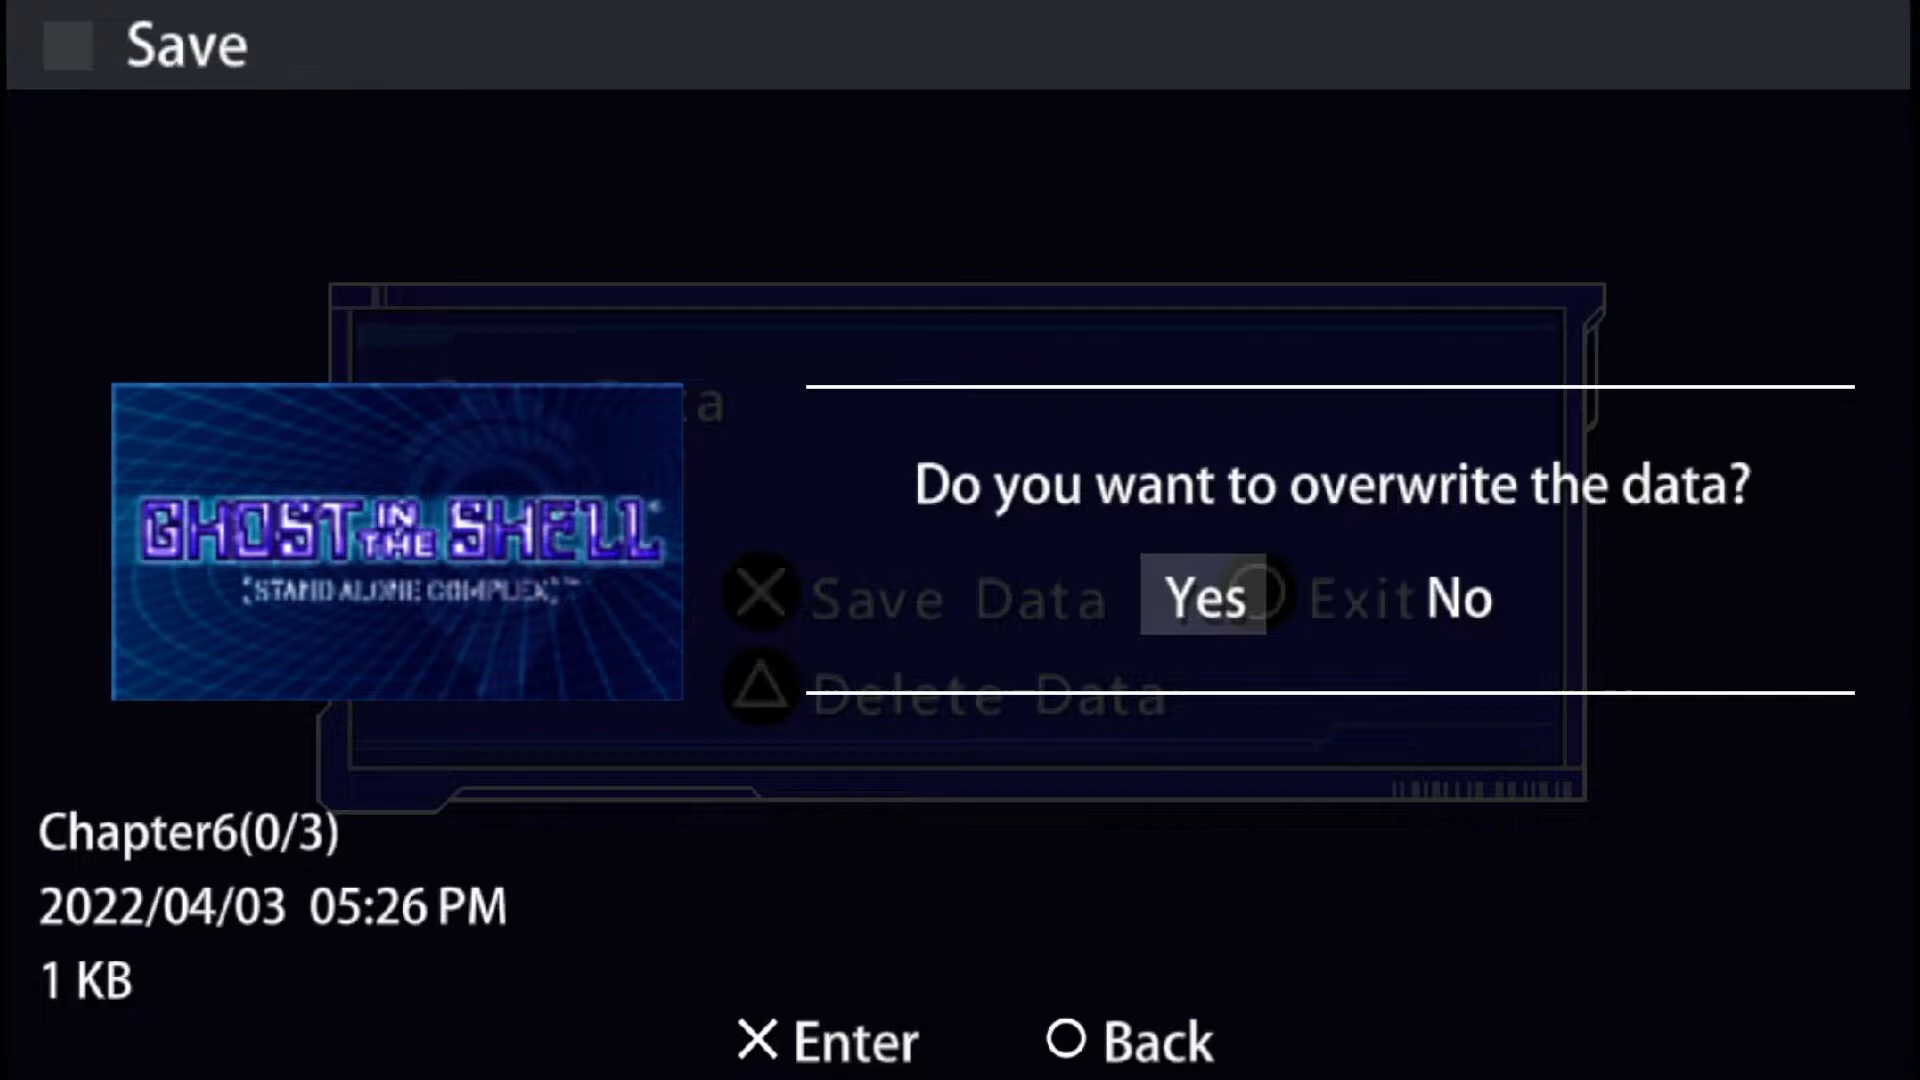 Save
GHOST IN THE SHELL
STAND ALONE COMPLEX
Do you want to overwrite the data?
Save Data
Yes
Exit
No
Delete Data
Chapter6(0/3)
2022/04/03 05:26 PM
1 KB
Enter
Back